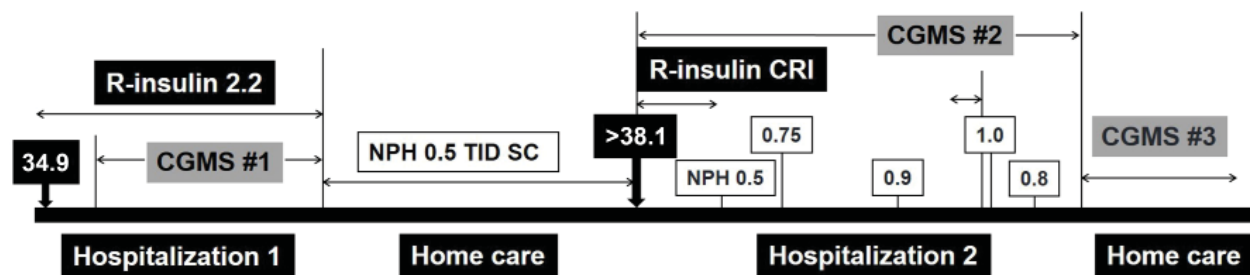 CGMS #2
R-insulin 2.2
R-insulin CRI
34.9
CGMS #1
NPH 0.5 TID SC
>38.1
0.75
1.0
CGMS #3
NPH 0.5
0.9
0.8
Hospitalization 1
Home care
Hospitalization 2
Home care